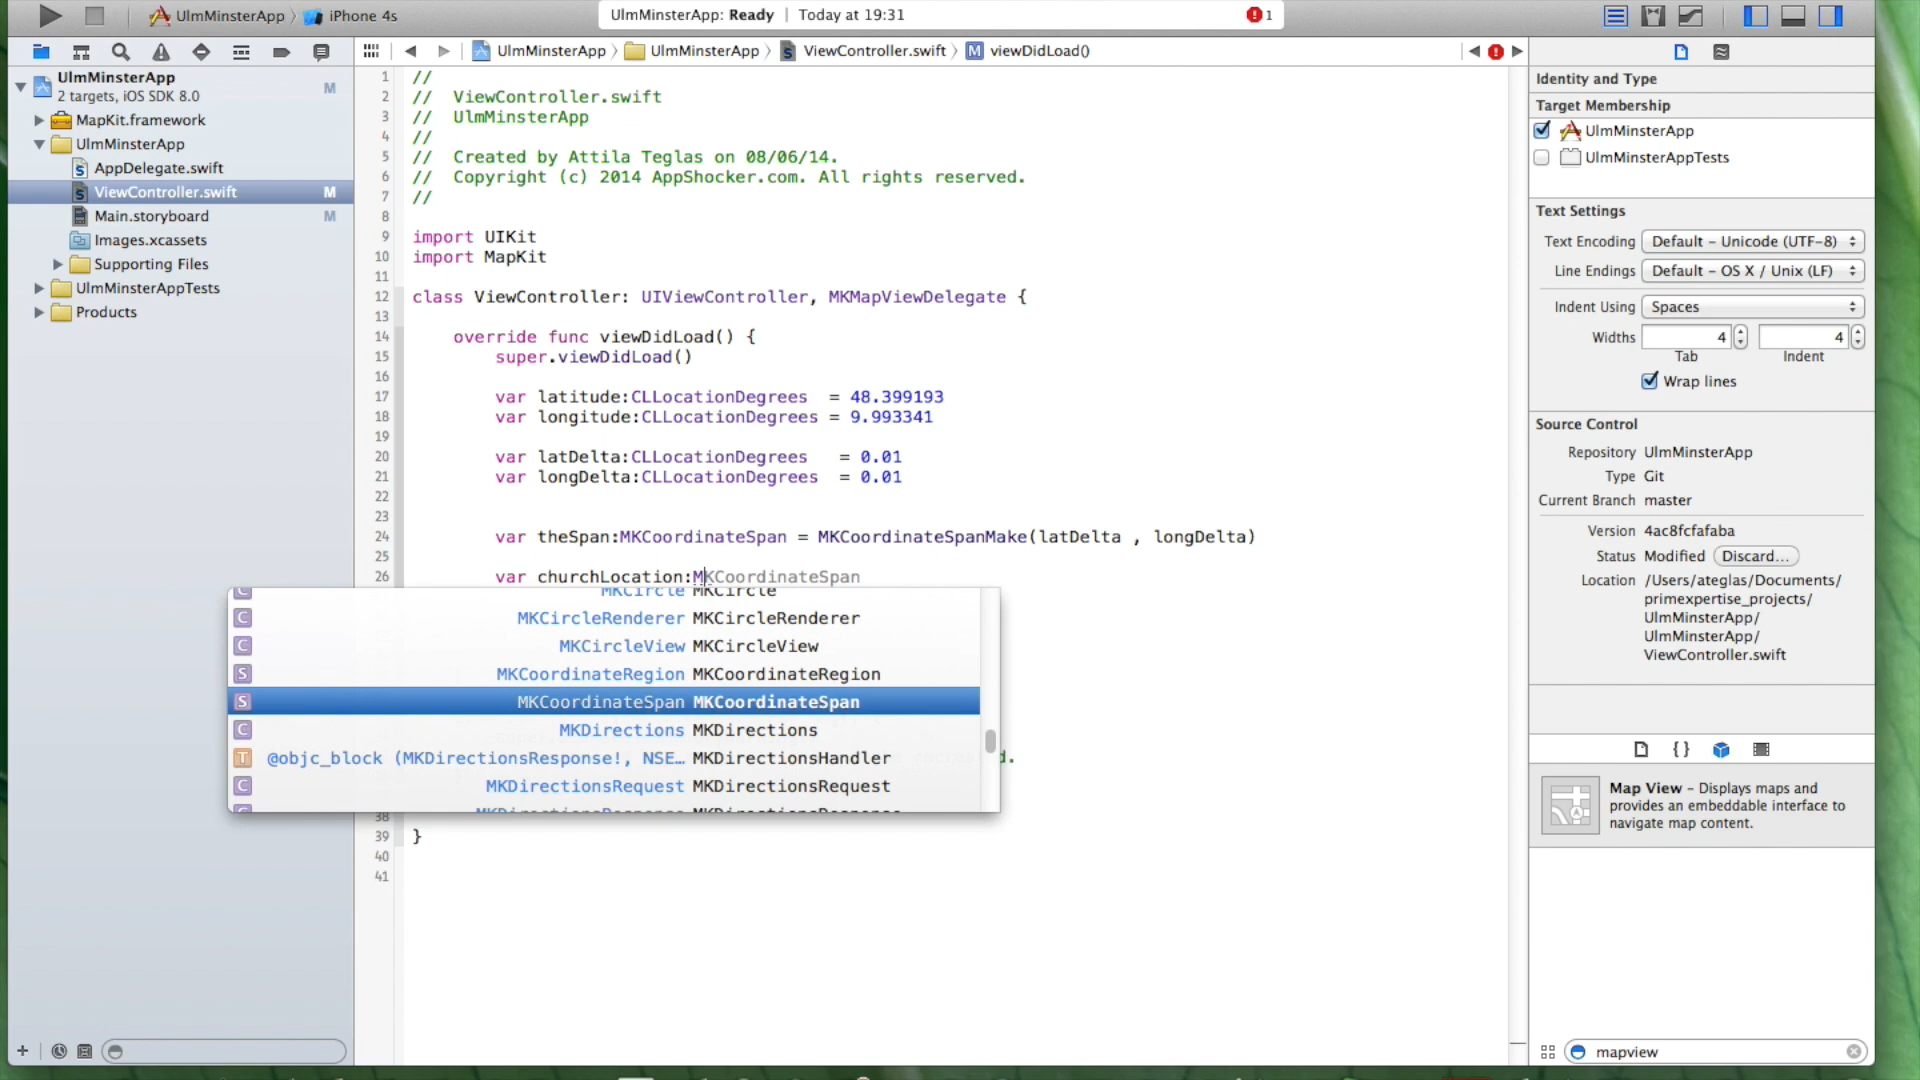 UlmMinsterApp
iPhone 4s
UlmMinsterApp: Ready | Today at 19:31
1
UlmMinsterApp
UlmMinsterApp
ViewController.swift
M viewDidLoad()
UlmMinsterApp
2 targets, iOS SDK 8.0
M
MapKit.framework
UlmMinsterApp
AppDelegate.swift
ViewController.swift
M
Main.storyboard
M
Images.xcassets
Supporting Files
UlmMinsterAppTests
Products
1 //
2 // ViewController.swift
3 // UlmMinsterApp
4 //
5 // Created by Attila Teglas on 08/06/14.
6 // Copyright (c) 2014 AppShocker.com. All rights reserved.
7 //
8
9 import UIKit
10 import MapKit
11
12 class ViewController: UIViewController, MKMapViewDelegate {
13
14 override func viewDidLoad() {
15 super.viewDidLoad()
16
17 var latitude:CLLocationDegrees = 48.399193
18 var longitude:CLLocationDegrees = 9.993341
19
20 var latDelta:CLLocationDegrees = 0.01
21 var longDelta:CLLocationDegrees = 0.01
22
23
24 var theSpan:MKCoordinateSpan = MKCoordinateSpanMake(latDelta , longDelta)
25
26 var churchLocation:MKCoordinateSpan
MKCircle MKCircle
C MKCircleRenderer MKCircleRenderer
C MKCircleView MKCircleView
S MKCoordinateRegion MKCoordinateRegion
S MKCoordinateSpan MKCoordinateSpan
C MKDirections MKDirections
T @objc_block (MKDirectionsResponse!, NSE… MKDirectionsHandler
d.
C MKDirectionsRequest MKDirectionsRequest
38
39 }
40
41
Identity and Type
Target Membership
UlmMinsterApp
UlmMinsterAppTests
Text Settings
Text Encoding Default – Unicode (UTF-8)
Line Endings Default – OS X / Unix (LF)
Indent Using Spaces
Widths 4 4
Tab Indent
Wrap lines
Source Control
Repository UlmMinsterApp
Type Git
Current Branch master
Version 4ac8fcfafaba
Status Modified Discard...
Location /Users/ateglas/Documents/
primexpertise_projects/
UlmMinsterApp/
UlmMinsterApp/
ViewController.swift
{ }
Map View – Displays maps and
provides an embeddable interface to
navigate map content.
mapview